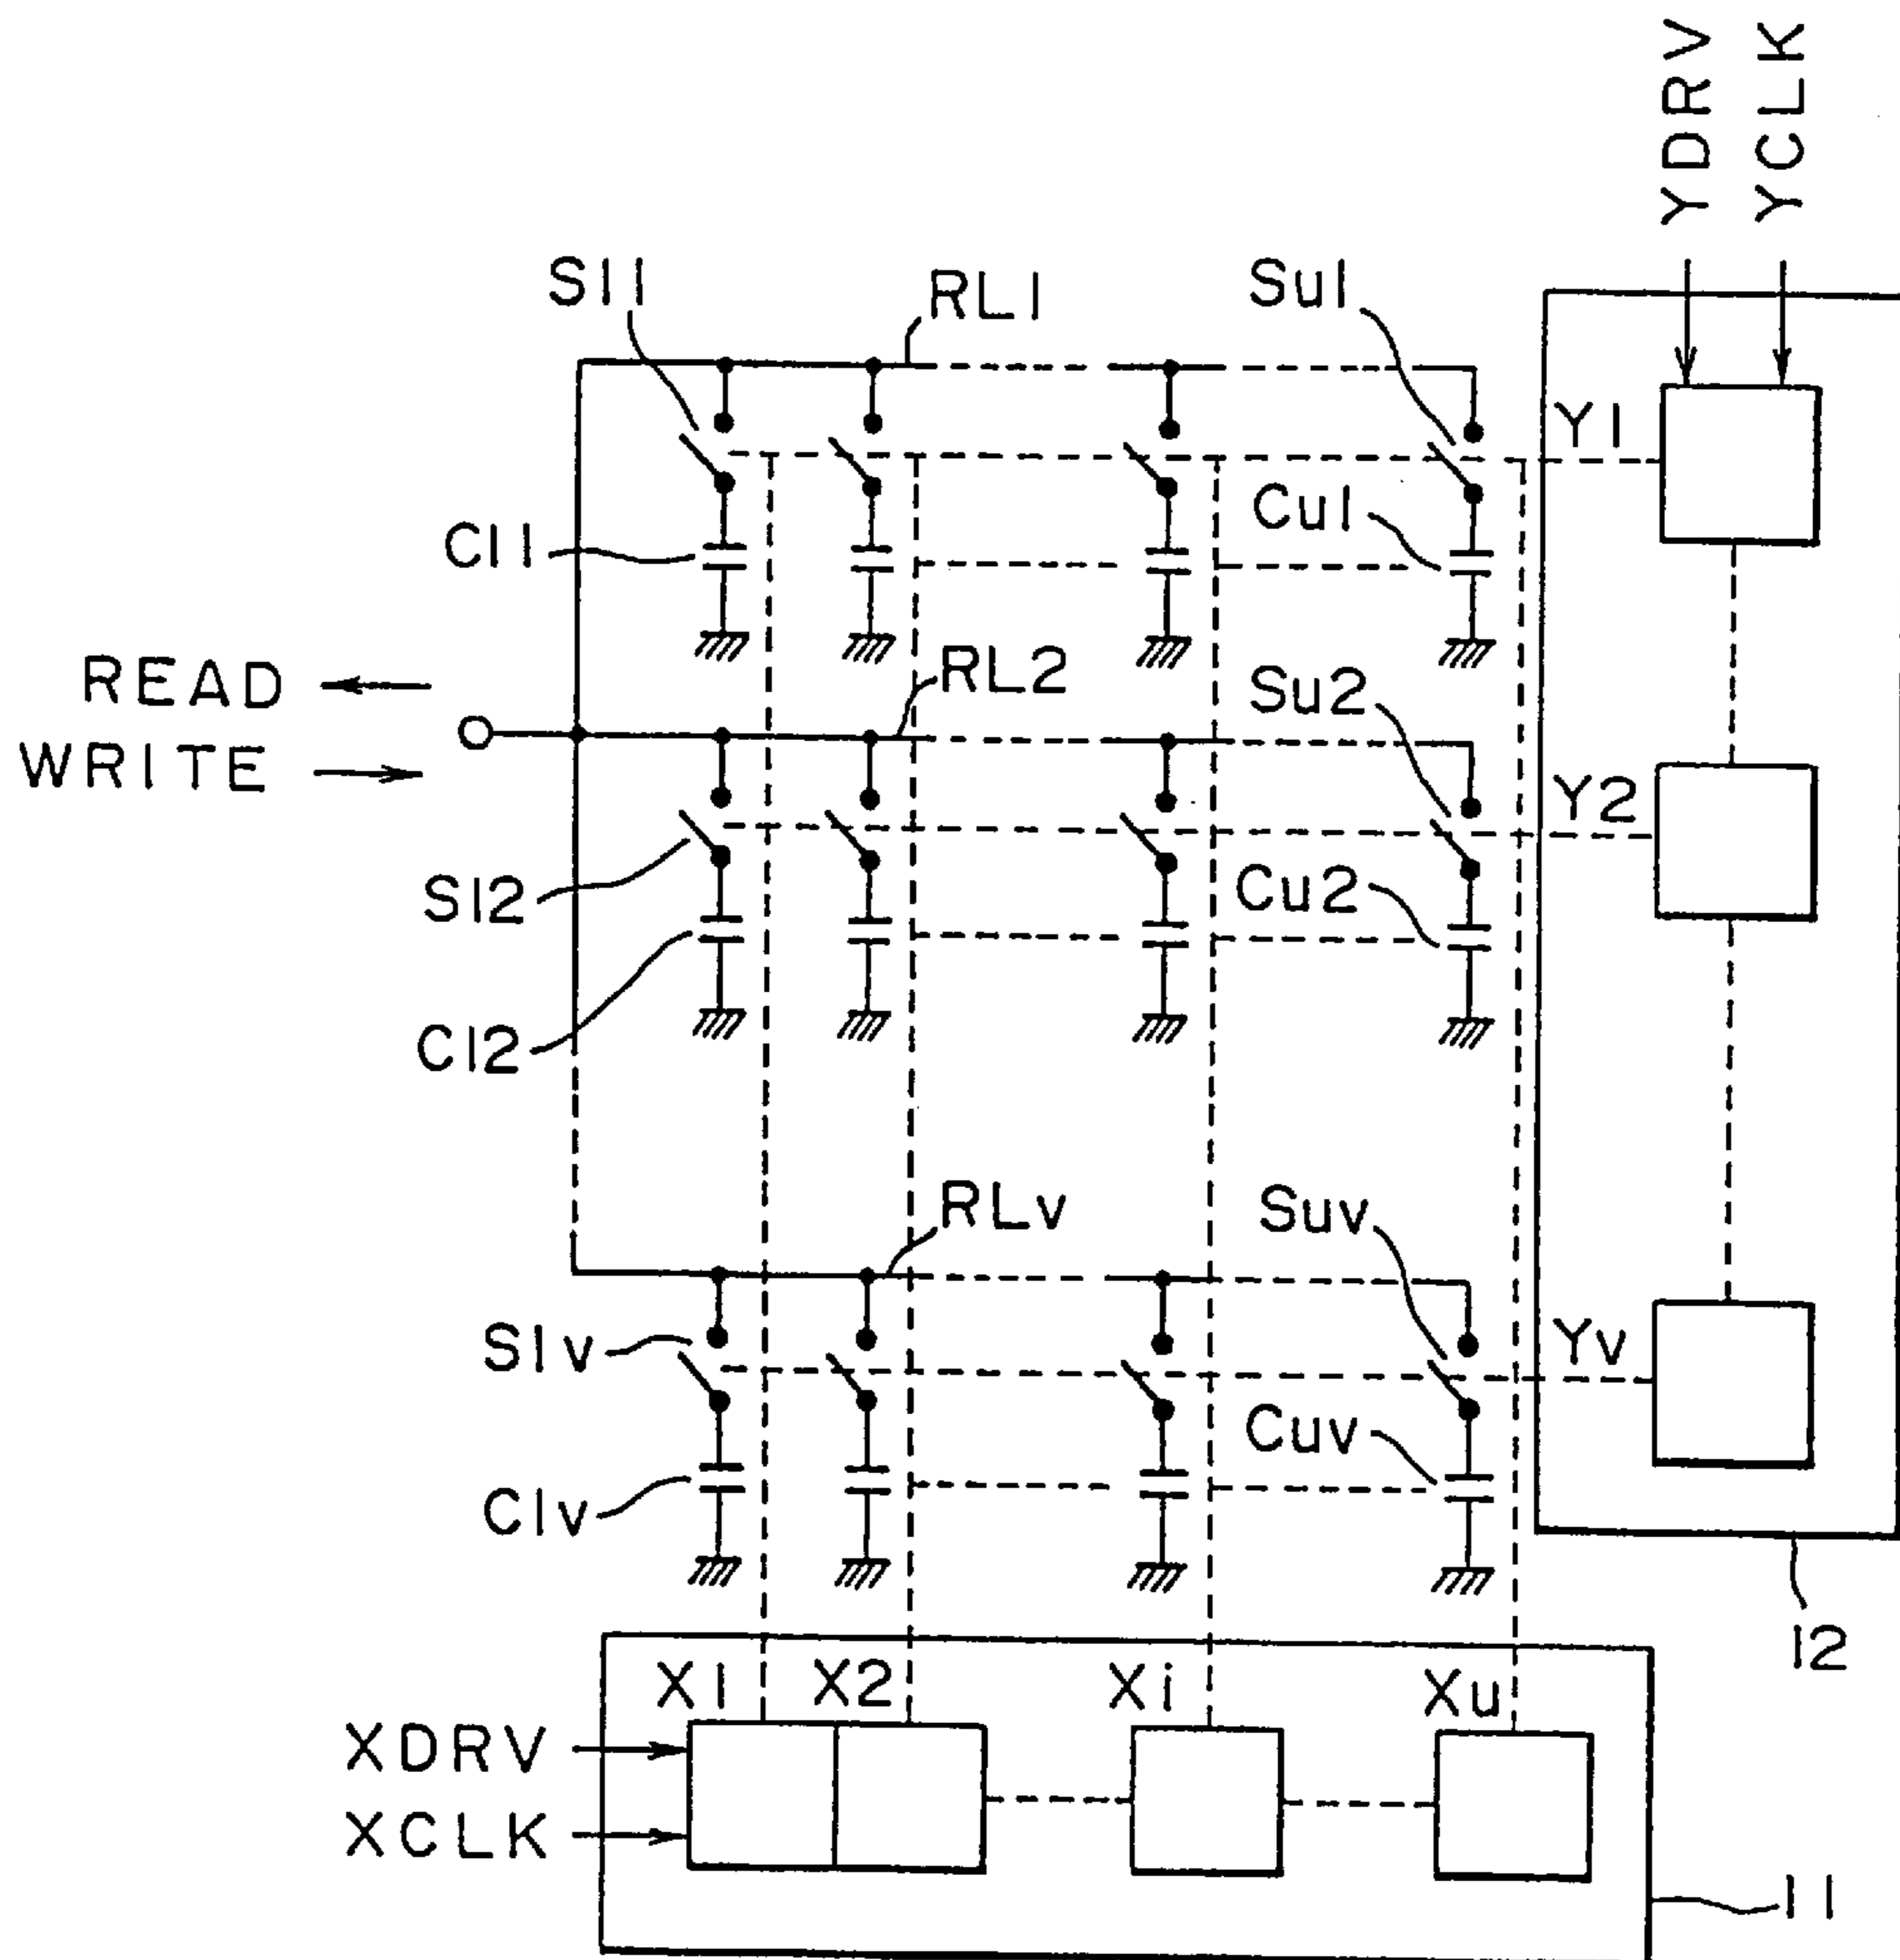 YDRV
YCLK
S11
RL1
Su1
Y1
C11
Cu1
READ
RL2
Su2
WRITE
Y2
S12
Cu2
C12
RLv
Suv
S1v
Yv
Cuv
C1v
12
X1
X2
Xi
Xu
XDRV
XCLK
11